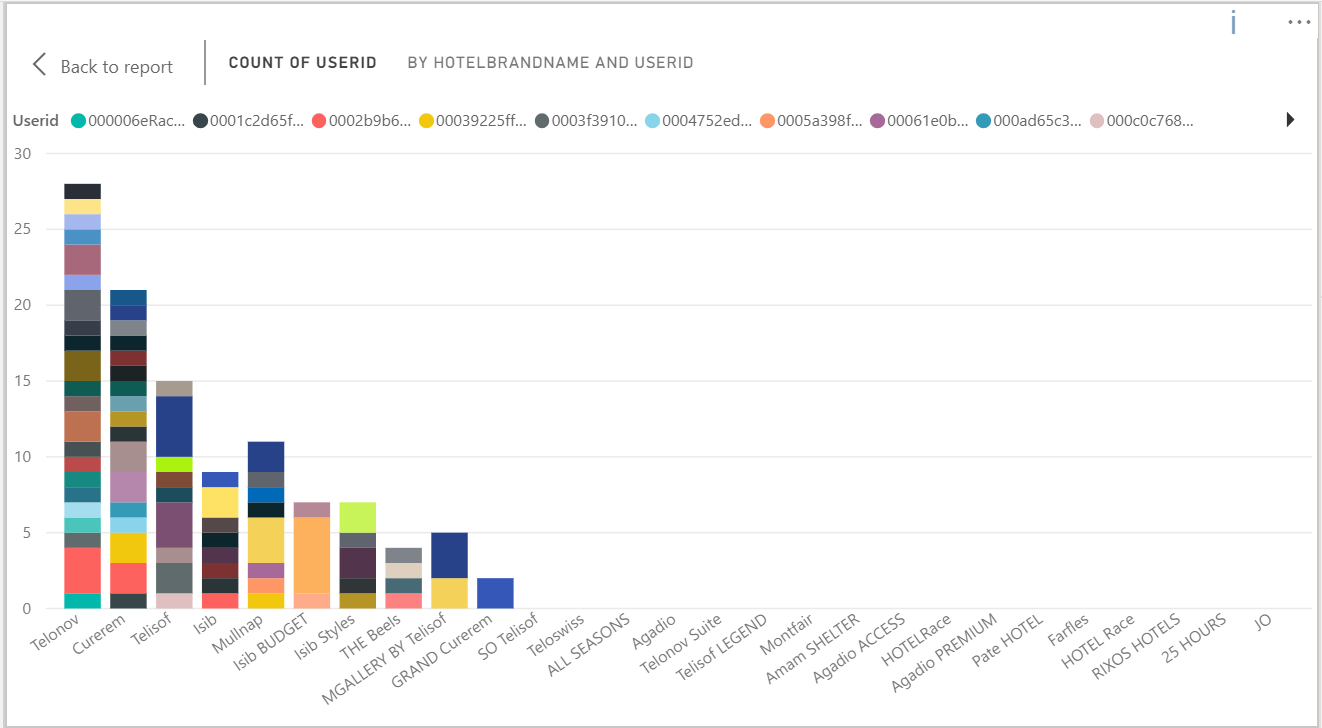 i ...
Back to report COUNT OF USERID BY HOTELBRANDNAME AND USERID
Userid 000006eRac... 0001c2d65f... 0002b9b6... 00039225ff... 0003f3910... 0004752ed... 0005a398f... 00061e0b... 000ad65c3... 000c0c768...
30
25
20
15
10
5
0
Telonov
Curerem
Telisof
Isib
Mullnap
Isib BUDGET
Isib Styles
THE Beels
MGALLERY BY Telisof
GRAND Curerem
SO Telisof
Teloswiss
ALL SEASONS
Agadio
Telonov Suite
Telisof LEGEND
Montfair
Amam SHELTER
Agadio ACCESS
HOTELRace
Agadio PREMIUM
Pate HOTEL
Farfles
HOTEL Race
RIXOS HOTELS
25 HOURS
JO